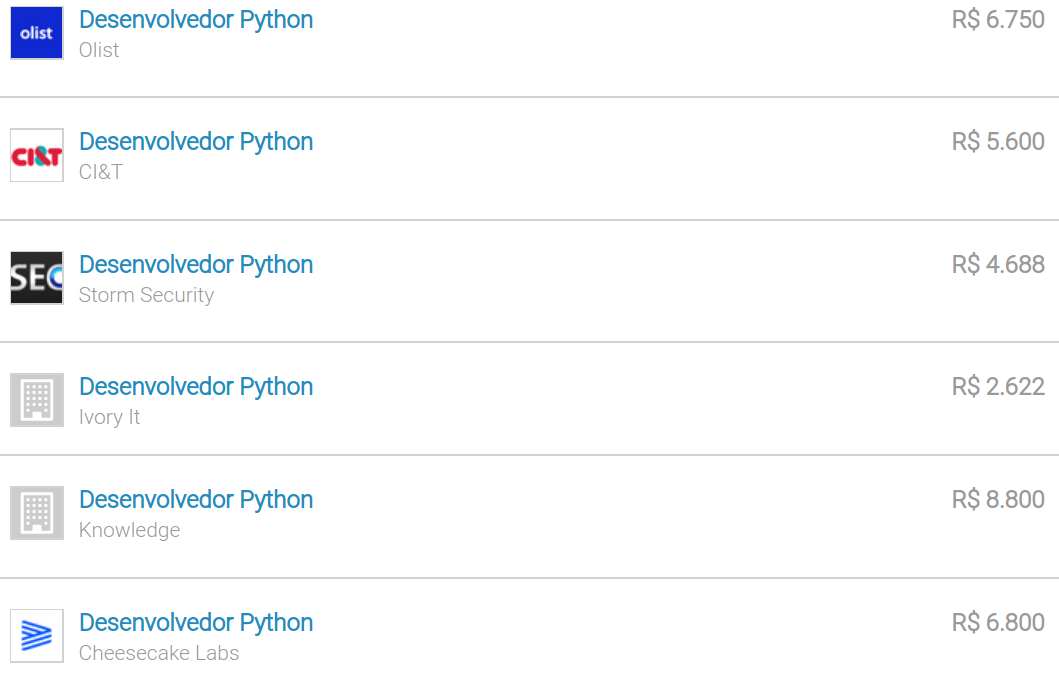 olist
Desenvolvedor Python R$ 6.750
Olist
CI&T
Desenvolvedor Python R$ 5.600
CI&T
SEC
Desenvolvedor Python R$ 4.688
Storm Security
Desenvolvedor Python R$ 2.622
Ivory It
Desenvolvedor Python R$ 8.800
Knowledge
Desenvolvedor Python R$ 6.800
Cheesecake Labs